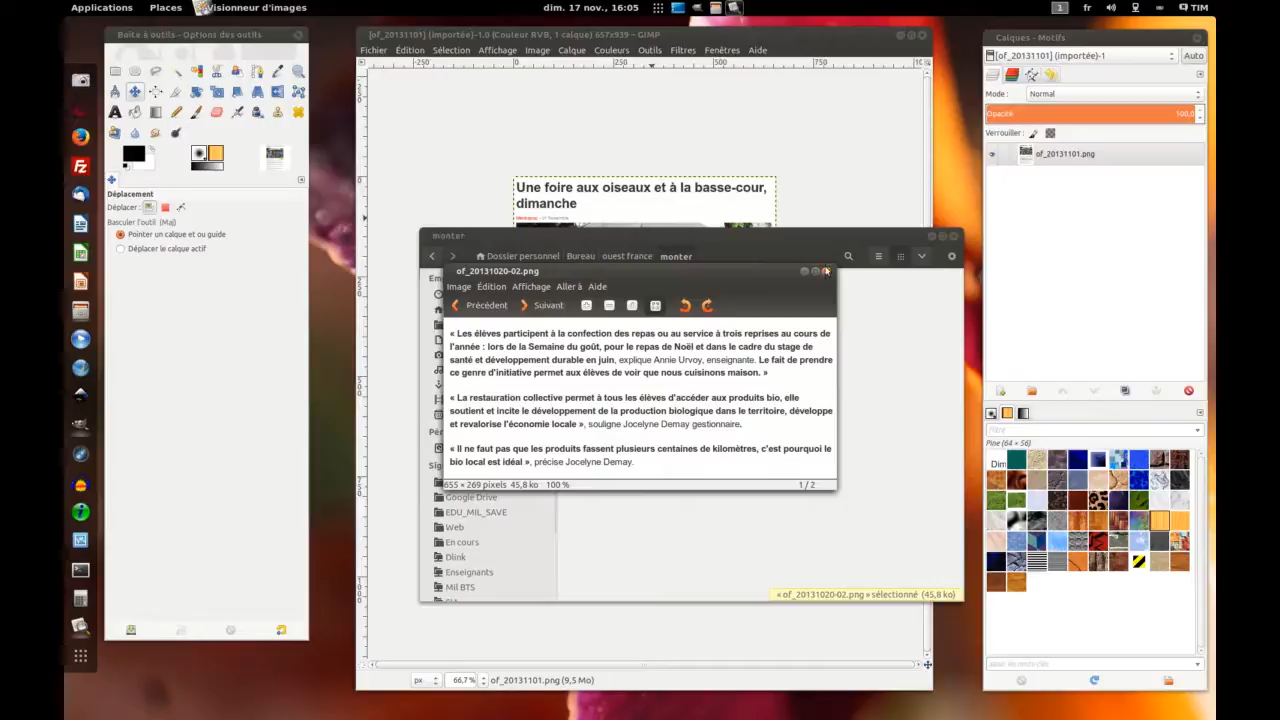 Applications Places Visionneur d'images dim. 17 nov., 16:05 1 fr TIM
Boîte à outils - Options des outils
Déplacement
Déplacer :
Basculer l'outil (Maj)
Pointer un calque et ou guide
Déplacer le calque actif
[of_20131101] (importée)-1.0 (Couleur RVB, 1 calque) 657x939 – GIMP
Fichier Édition Sélection Affichage Image Calque Couleurs Outils Filtres Fenêtres Aide
-250 0 250 500 750
Une foire aux oiseaux et à la basse-cour,
dimanche
monter
Dossier personnel Bureau ouest france monter
of_20131020-02.png
Image Édition Affichage Aller à Aide
Précédent Suivant
« Les élèves participent à la confection des repas ou au service à trois reprises au cours de
l'année : lors de la Semaine du goût, pour le repas de Noël et dans le cadre du stage de
santé et développement durable en juin, explique Annie Urvoy, enseignante. Le fait de prendre
ce genre d'initiative permet aux élèves de voir que nous cuisinons maison. »
« La restauration collective permet à tous les élèves d'accéder aux produits bio, elle
soutient et incite le développement de la production biologique dans le territoire, développe
et revalorise l'économie locale », souligne Jocelyne Demay gestionnaire.
« Il ne faut pas que les produits fassent plusieurs centaines de kilomètres, c'est pourquoi le
bio local est idéal », précise Jocelyne Demay.
655 × 269 pixels 45,8 ko 100 % 1 / 2
Google Drive
EDU_MIL_SAVE
Web
En cours
Dlink
Enseignants
Mil BTS
« of_20131020-02.png » sélectionné (45,8 ko)
px 66,7 % of_20131101.png (9,5 Mo)
Calques - Motifs
[of_20131101] (importée)-1 Auto
Mode : Normal
Opacité 100,0
Verrouiller :
of_20131101.png
filtre
Pine (64 × 56)